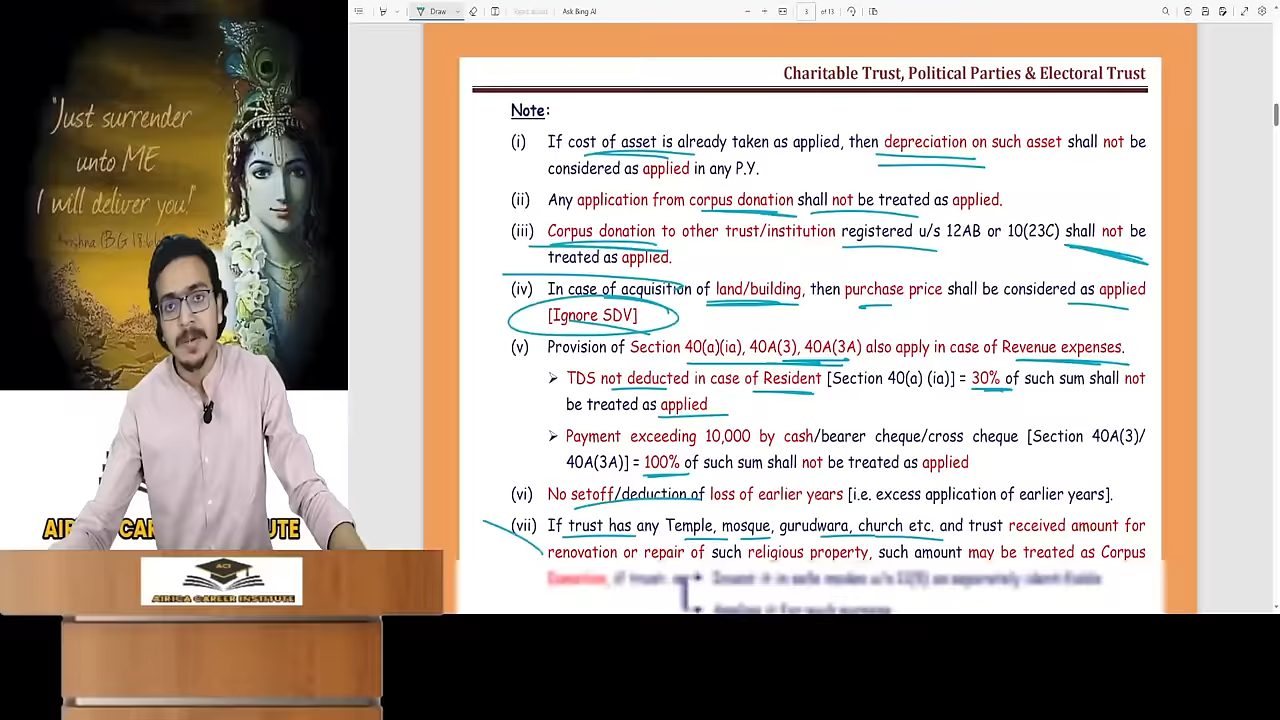 Draw
Ask Bing AI
3 of 13
Charitable Trust, Political Parties & Electoral Trust
"Just surrender
unto ME
I will deliver you!"
Note:
(i) If cost of asset is already taken as applied, then depreciation on such asset shall not be
considered as applied in any P.Y.
(ii) Any application from corpus donation shall not be treated as applied.
(iii) Corpus donation to other trust/institution registered u/s 12AB or 10(23C) shall not be
treated as applied.
(iv) In case of acquisition of land/building, then purchase price shall be considered as applied
[Ignore SDV]
(v) Provision of Section 40(a)(ia), 40A(3), 40A(3A) also apply in case of Revenue expenses.
➤ TDS not deducted in case of Resident [Section 40(a) (ia)] = 30% of such sum shall not
be treated as applied
➤ Payment exceeding 10,000 by cash/bearer cheque/cross cheque [Section 40A(3)/
40A(3A)] = 100% of such sum shall not be treated as applied
(vi) No setoff/deduction of loss of earlier years [i.e. excess application of earlier years].
(vii) If trust has any Temple, mosque, gurudwara, church etc. and trust received amount for
renovation or repair of such religious property, such amount may be treated as Corpus
ACI
AIRICA CAREER INSTITUTE